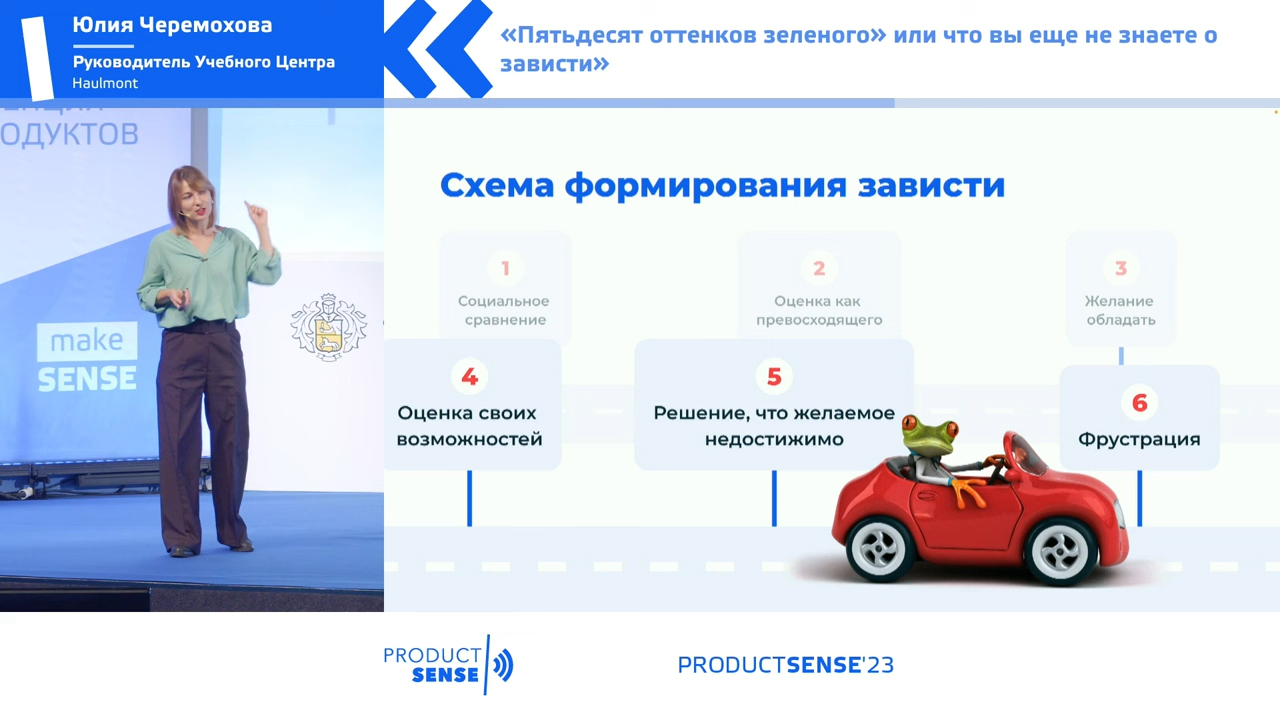 Юлия Черемохова
Руководитель Учебного Центра
Haulmont
«Пятьдесят оттенков зеленого» или что вы еще не знаете о
зависти»
ОДУКТОВ
make
SENSE
Схема формирования зависти
1
Социальное
сравнение
2
Оценка как
превосходящего
3
Желание
обладать
4
Оценка своих
возможностей
5
Решение, что желаемое
недостижимо
6
Фрустрация
PRODUCT
SENSE
PRODUCTSENSE'23